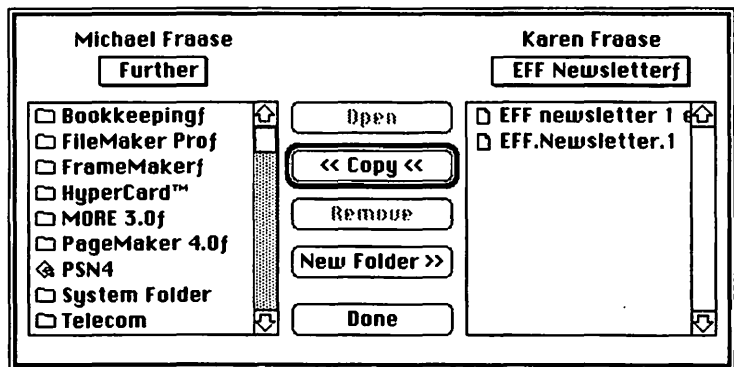 Michael Fraase
Further
Bookkeepingƒ
FileMaker Proƒ
FrameMakerƒ
HyperCard™
MORE 3.0ƒ
PageMaker 4.0ƒ
PSN4
System Folder
Telecom
Open
<< Copy <<
Remove
New Folder >>
Done
Karen Fraase
EFF Newsletterƒ
EFF newsletter 1
EFF.Newsletter.1